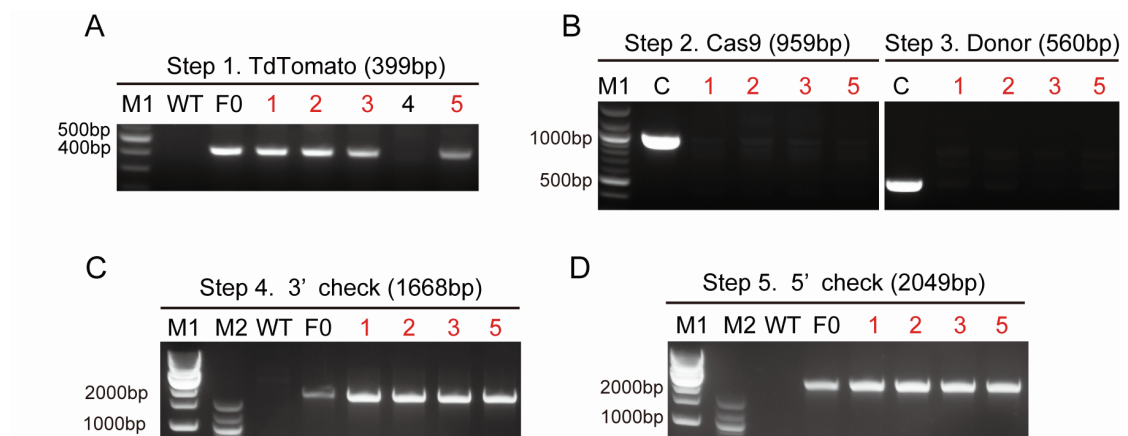 A
Step 1. TdTomato (399bp)
M1 WT F0 1 2 3 4 5
500bp
400bp
B
Step 2. Cas9 (959bp)
M1 C 1 2 3 5
1000bp
500bp
Step 3. Donor (560bp)
C 1 2 3 5
C
Step 4. 3’ check (1668bp)
M1 M2 WT F0 1 2 3 5
2000bp
1000bp
D
Step 5. 5’ check (2049bp)
M1 M2 WT F0 1 2 3 5
2000bp
1000bp